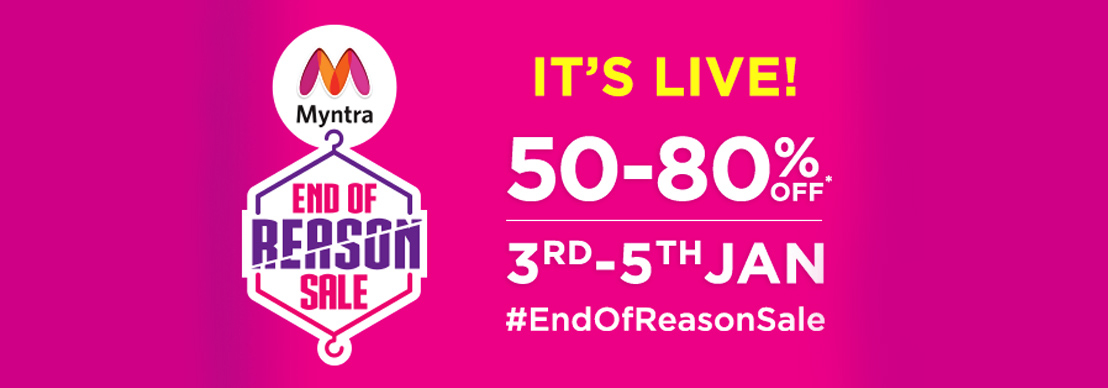 Myntra
END OF
REASON
SALE
IT'S LIVE!
50-80% OFF*
3RD-5TH JAN
#EndOfReasonSale